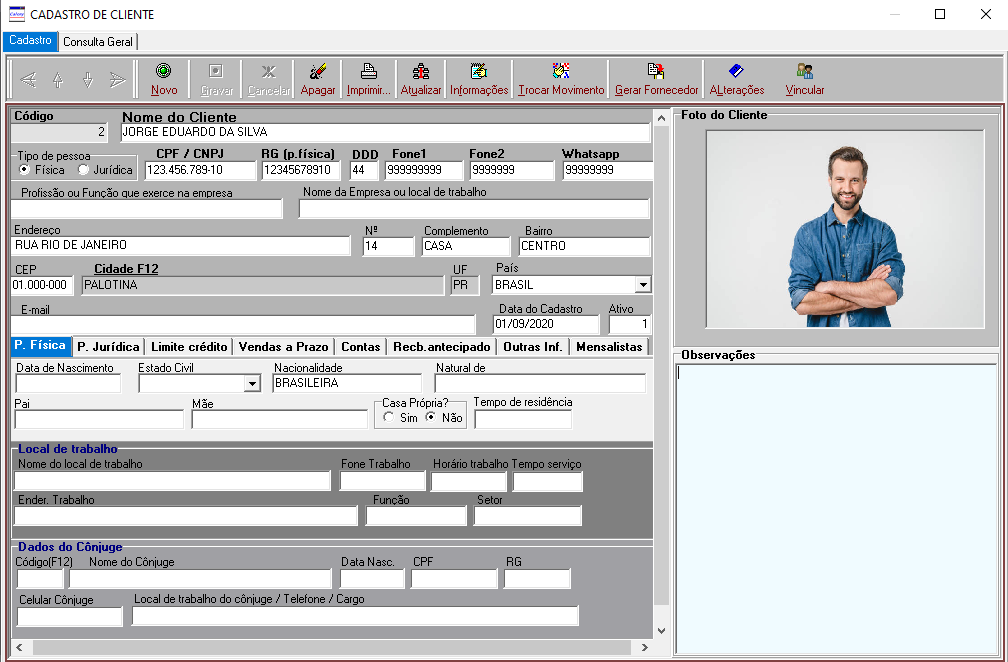 CADASTRO DE CLIENTE
Cadastro Consulta Geral
Novo Gravar Cancelar Apagar Imprimir... Atualizar Informações Trocar Movimento Gerar Fornecedor ALterações Vincular
Código Nome do Cliente
2 JORGE EDUARDO DA SILVA
Tipo de pessoa CPF / CNPJ RG (p.física) DDD Fone1 Fone2 Whatsapp
Física Jurídica 123.456.789-10 12345678910 44 999999999 9999999 99999999
Profissão ou Função que exerce na empresa Nome da Empresa ou local de trabalho
Endereço Nº Complemento Bairro
RUA RIO DE JANEIRO 14 CASA CENTRO
CEP Cidade F12 UF País
01.000-000 PALOTINA PR BRASIL
E-mail Data do Cadastro Ativo
01/09/2020 1
P. Física P. Jurídica Limite crédito Vendas a Prazo Contas Recb.antecipado Outras Inf. Mensalistas
Data de Nascimento Estado Civil Nacionalidade Natural de
BRASILEIRA
Pai Mãe Casa Própria? Tempo de residência
Sim Não
Local de trabalho
Nome do local de trabalho Fone Trabalho Horário trabalho Tempo serviço
Ender. Trabalho Função Setor
Dados do Cônjuge
Código(F12) Nome do Cônjuge Data Nasc. CPF RG
Celular Cônjuge Local de trabalho do cônjuge / Telefone / Cargo
Foto do Cliente
Observações